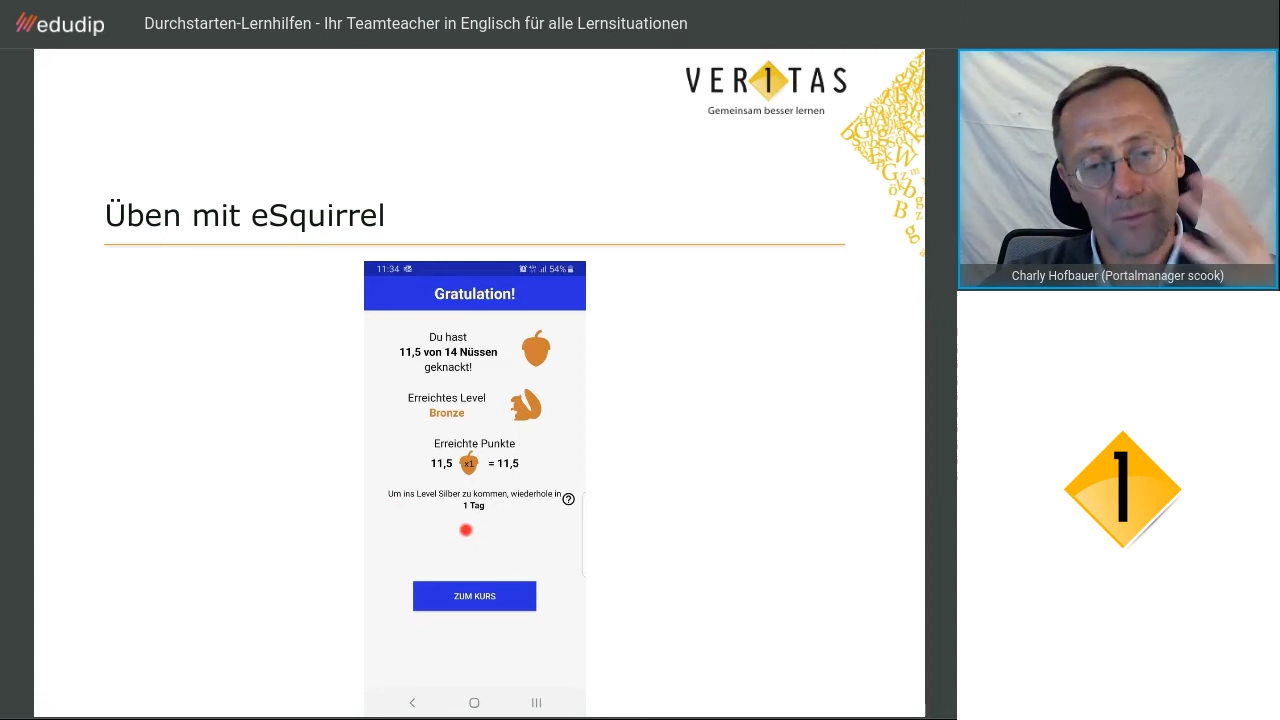 edudip
Durchstarten-Lernhilfen - Ihr Teamteacher in Englisch für alle Lernsituationen
VER1TAS
Gemeinsam besser lernen
Üben mit eSquirrel
11:34
54%
Gratulation!
Du hast
11,5 von 14 Nüssen
geknackt!
Erreichtes Level
Bronze
Erreichte Punkte
11,5 x1 = 11,5
Um ins Level Silber zu kommen, wiederhole in
1 Tag
ZUM KURS
Charly Hofbauer (Portalmanager scook)
1